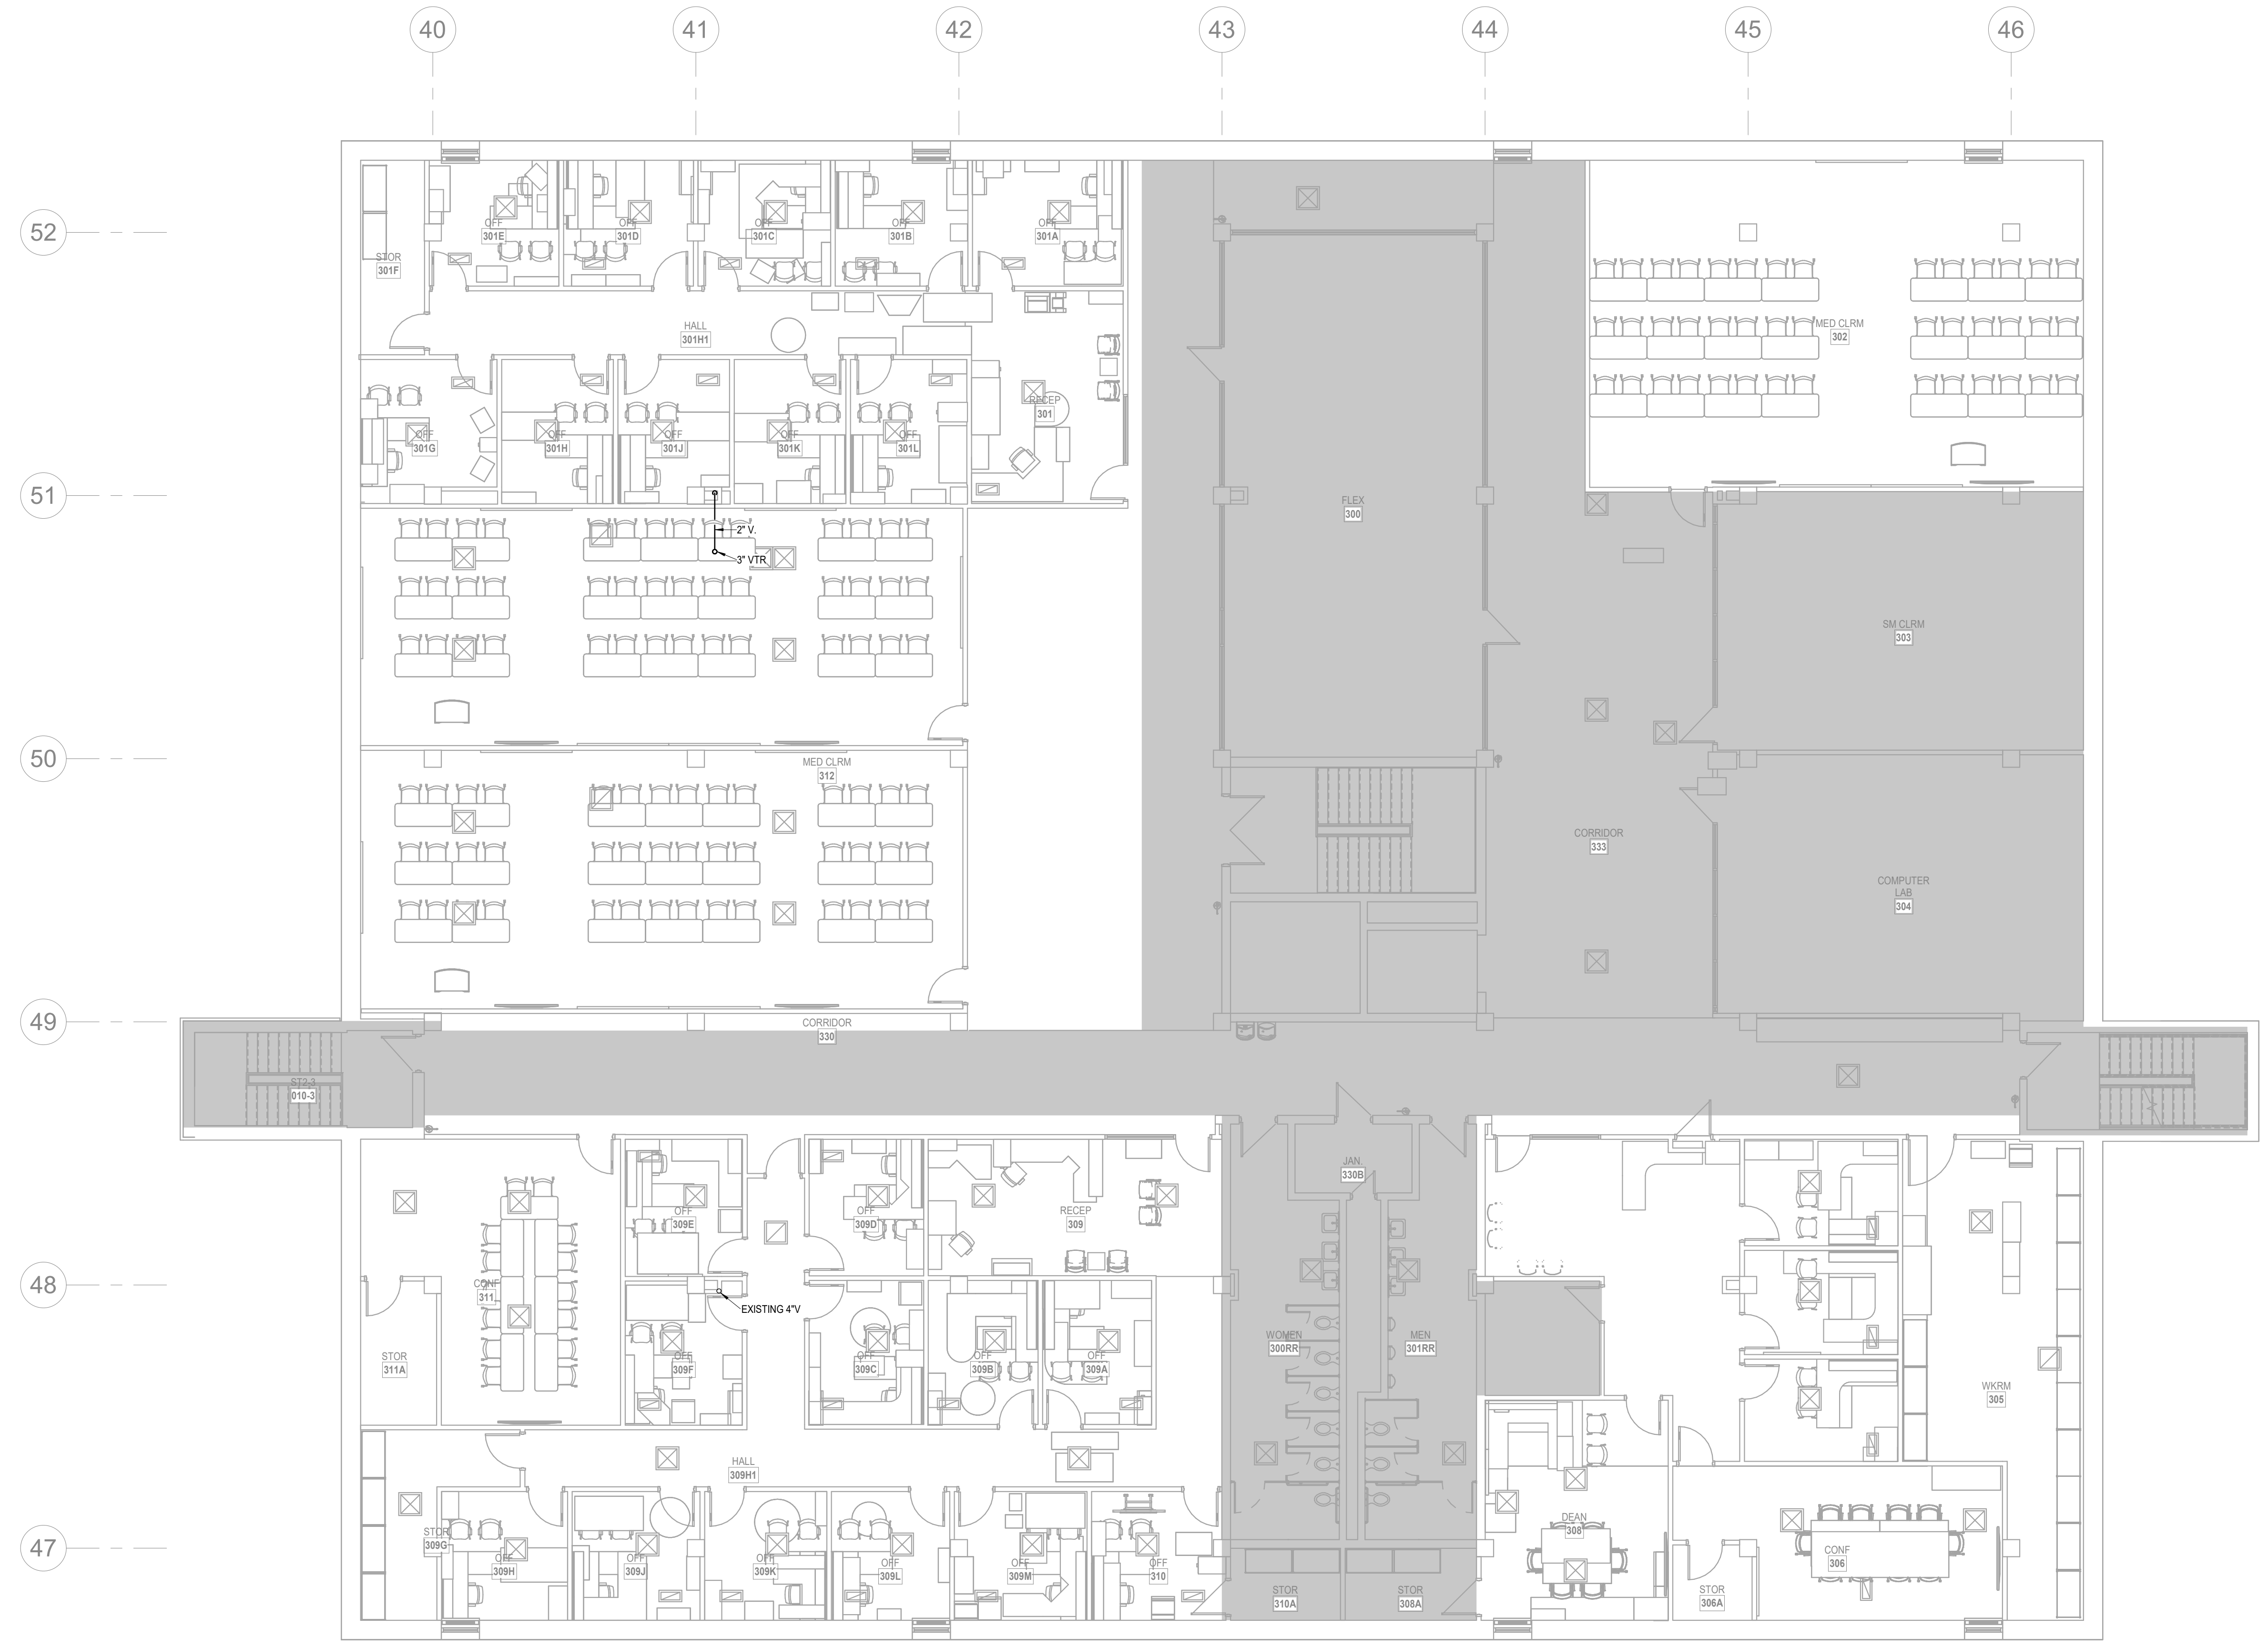 40 41 42 43 44 45 46
52
OFF 301E
OFF 301D
OFF 301C
OFF 301B
OFF 301A
STOR 301F
HALL 301H1
MED CLRM 302
RECEP 301
OFF 301G
OFF 301H
OFF 301J
OFF 301K
OFF 301L
51
FLEX 300
2" V.
3" VTR
SM CLRM 303
50
MED CLRM 312
CORRIDOR 333
COMPUTER
LAB
304
49
CORRIDOR 330
ST2-3
010-3
JAN. 330B
OFF 309E
OFF 309D
RECEP 309
48
CONF 311
EXISTING 4"V
WOMEN 300RR
MEN 301RR
STOR 311A
OFF 309F
OFF 309C
OFF 309B
OFF 309A
WKRM 305
HALL 309H1
47
STOR 309G
OFF 309H
OFF 309J
OFF 309K
OFF 309L
OFF 309M
OFF 310
DEAN 308
CONF 306
STOR 310A
STOR 308A
STOR 306A